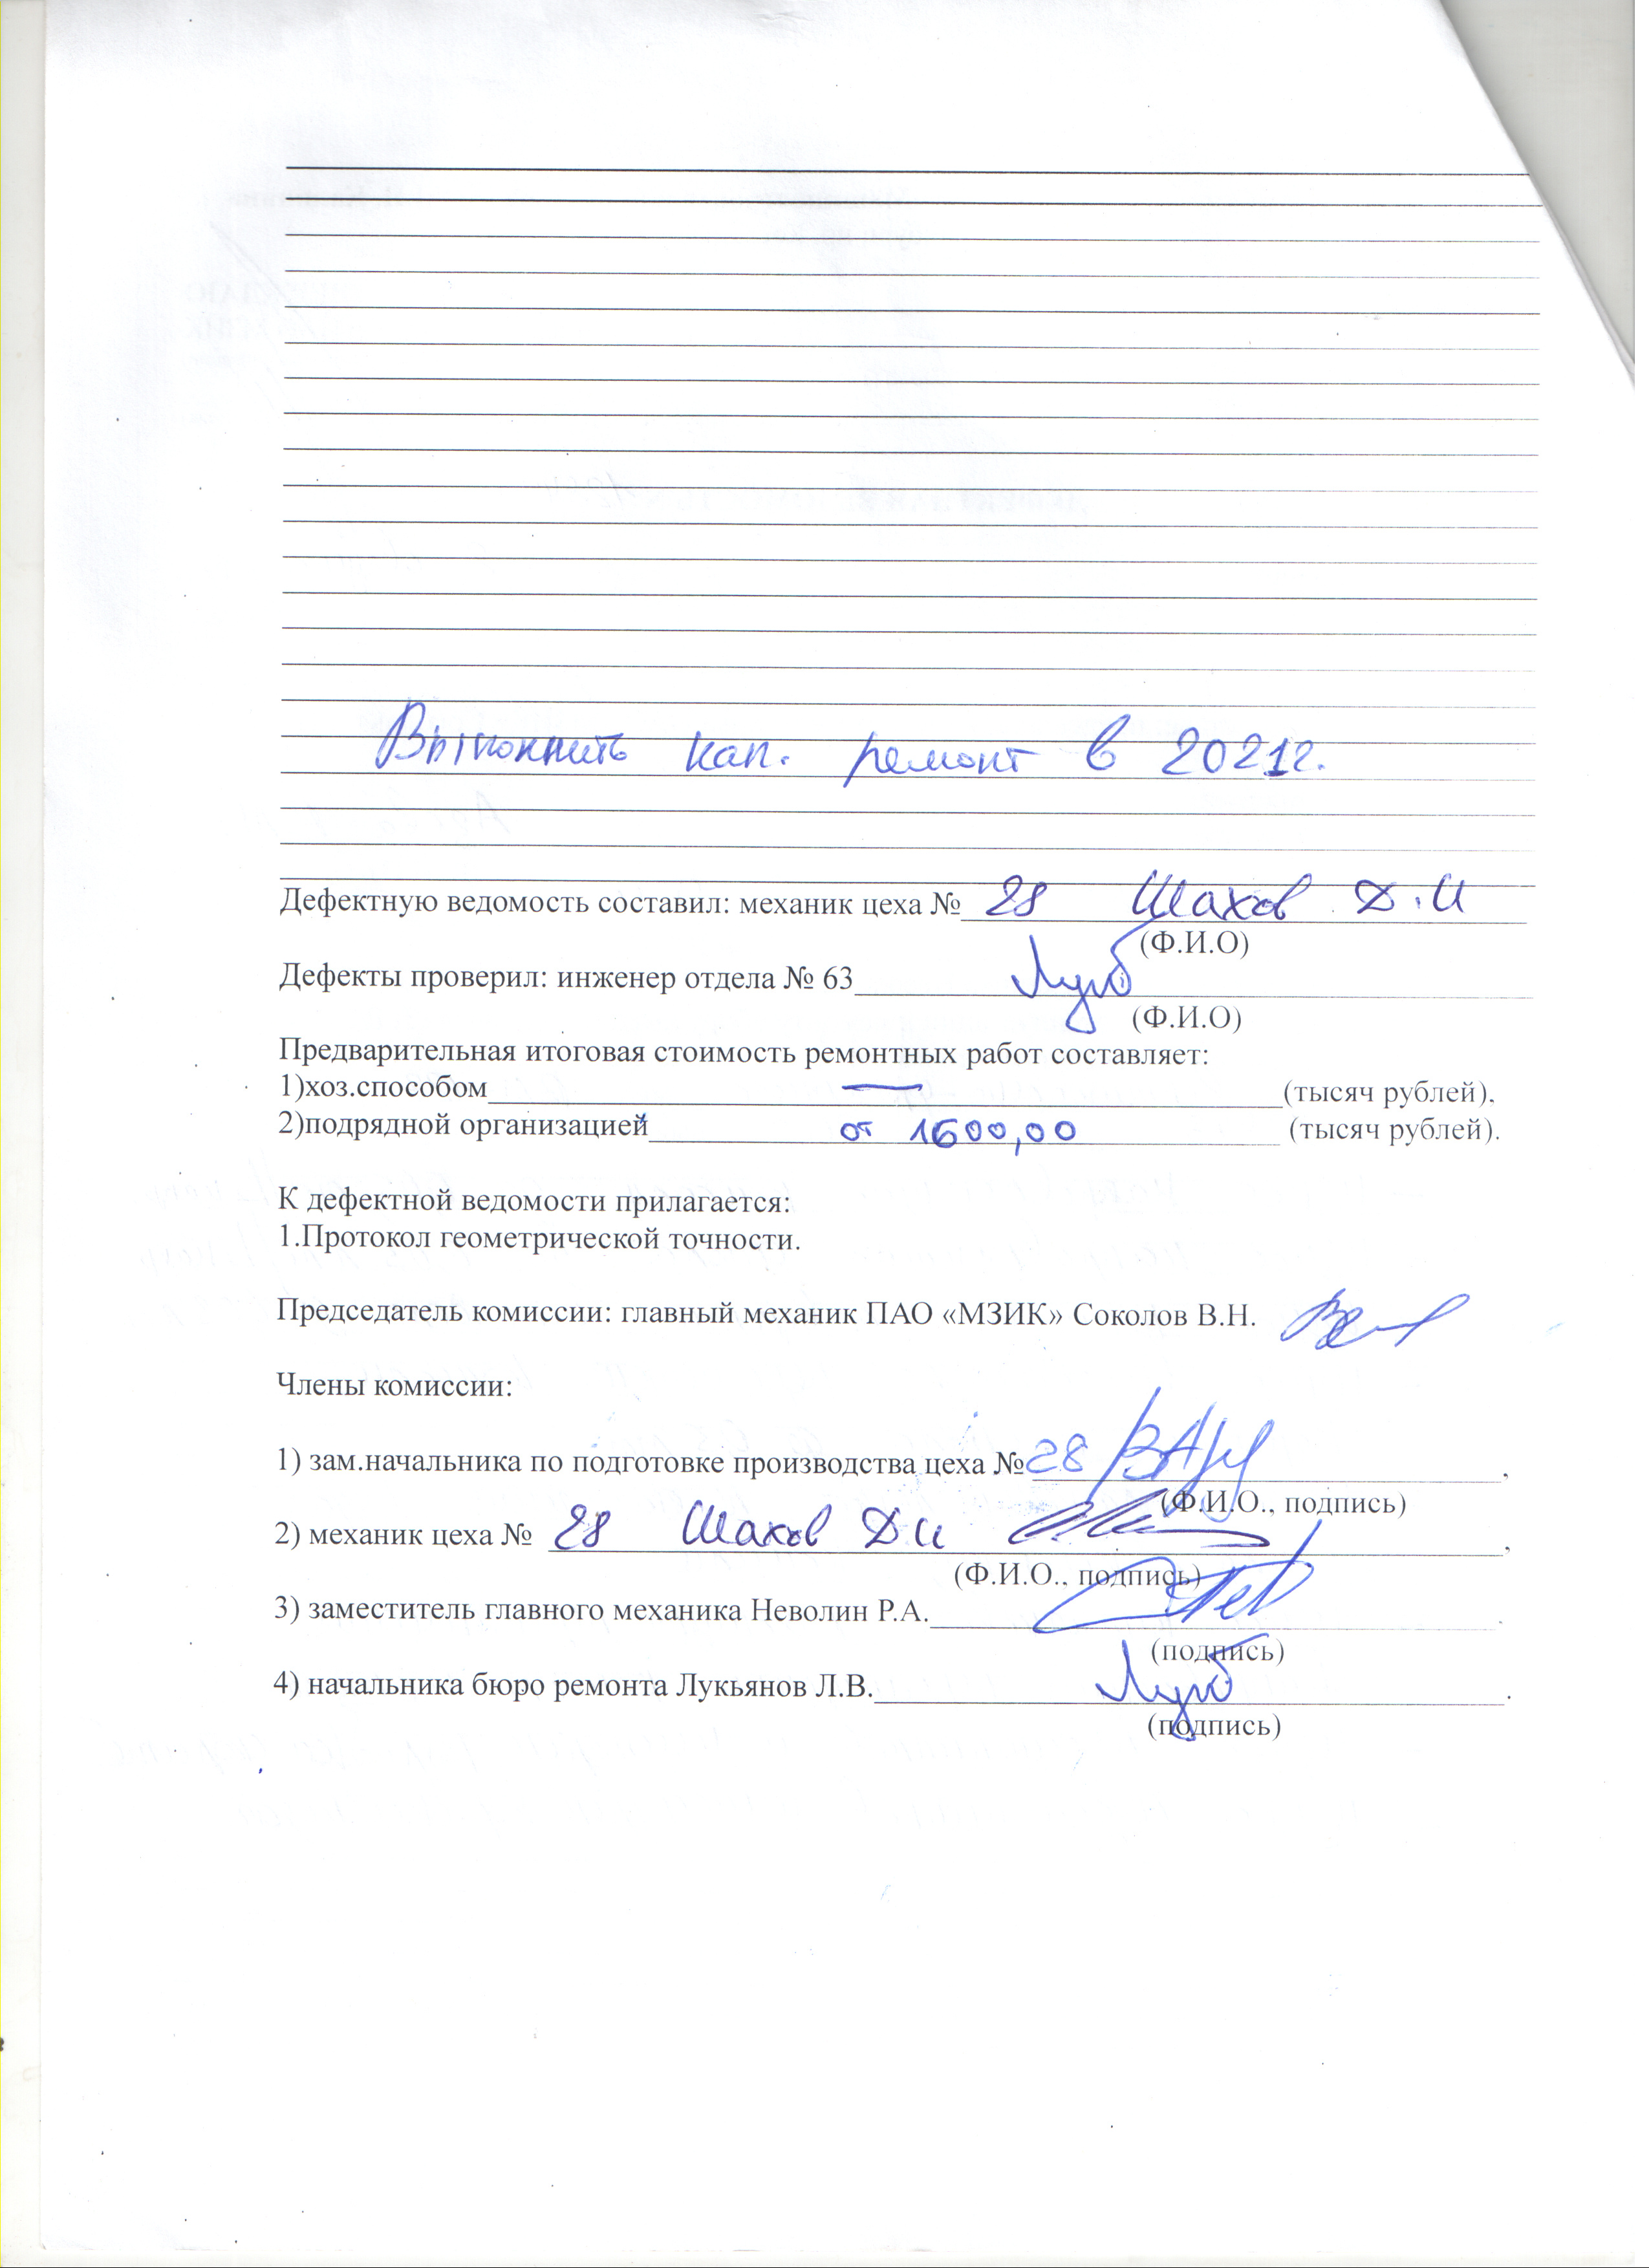 Выполнить кап. ремонт в 2021г.
Дефектную ведомость составил: механик цеха № 28 Шахов Д.И
(Ф.И.О)
Дефекты проверил: инженер отдела № 63
(Ф.И.О)
Предварительная итоговая стоимость ремонтных работ составляет:
1)хоз.способом — (тысяч рублей).
2)подрядной организацией от 1600,00 (тысяч рублей).
К дефектной ведомости прилагается:
1.Протокол геометрической точности.
Председатель комиссии: главный механик ПАО «МЗИК» Соколов В.Н.
Члены комиссии:
1) зам.начальника по подготовке производства цеха № 28 ,
(Ф.И.О., подпись)
2) механик цеха № 28 Шахов Д И ,
(Ф.И.О., подпись)
3) заместитель главного механика Неволин Р.А. .
(подпись)
4) начальника бюро ремонта Лукьянов Л.В. .
(подпись)